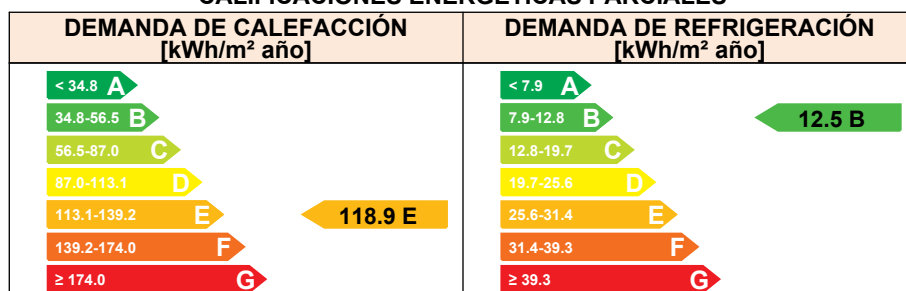 CALIFICACIONES ENERGÉTICAS PARCIALES
DEMANDA DE CALEFACCIÓN
[kWh/m² año]
< 34.8 A
34.8-56.5 B
56.5-87.0 C
87.0-113.1 D
113.1-139.2 E
118.9 E
139.2-174.0 F
≥ 174.0 G
DEMANDA DE REFRIGERACIÓN
[kWh/m² año]
< 7.9 A
7.9-12.8 B
12.5 B
12.8-19.7 C
19.7-25.6 D
25.6-31.4 E
31.4-39.3 F
≥ 39.3 G